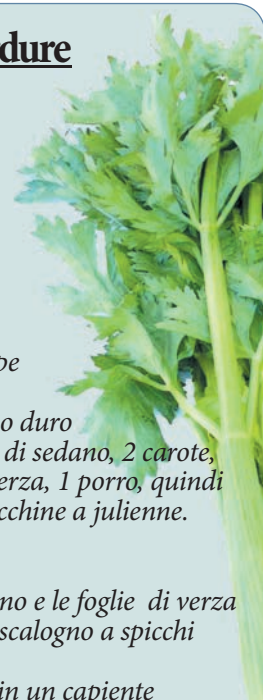 dure
pe
o duro
di sedano, 2 carote,
erza, 1 porro, quindi
cchine a julienne.
no e le foglie di verza
scalogno a spicchi
in un capiente